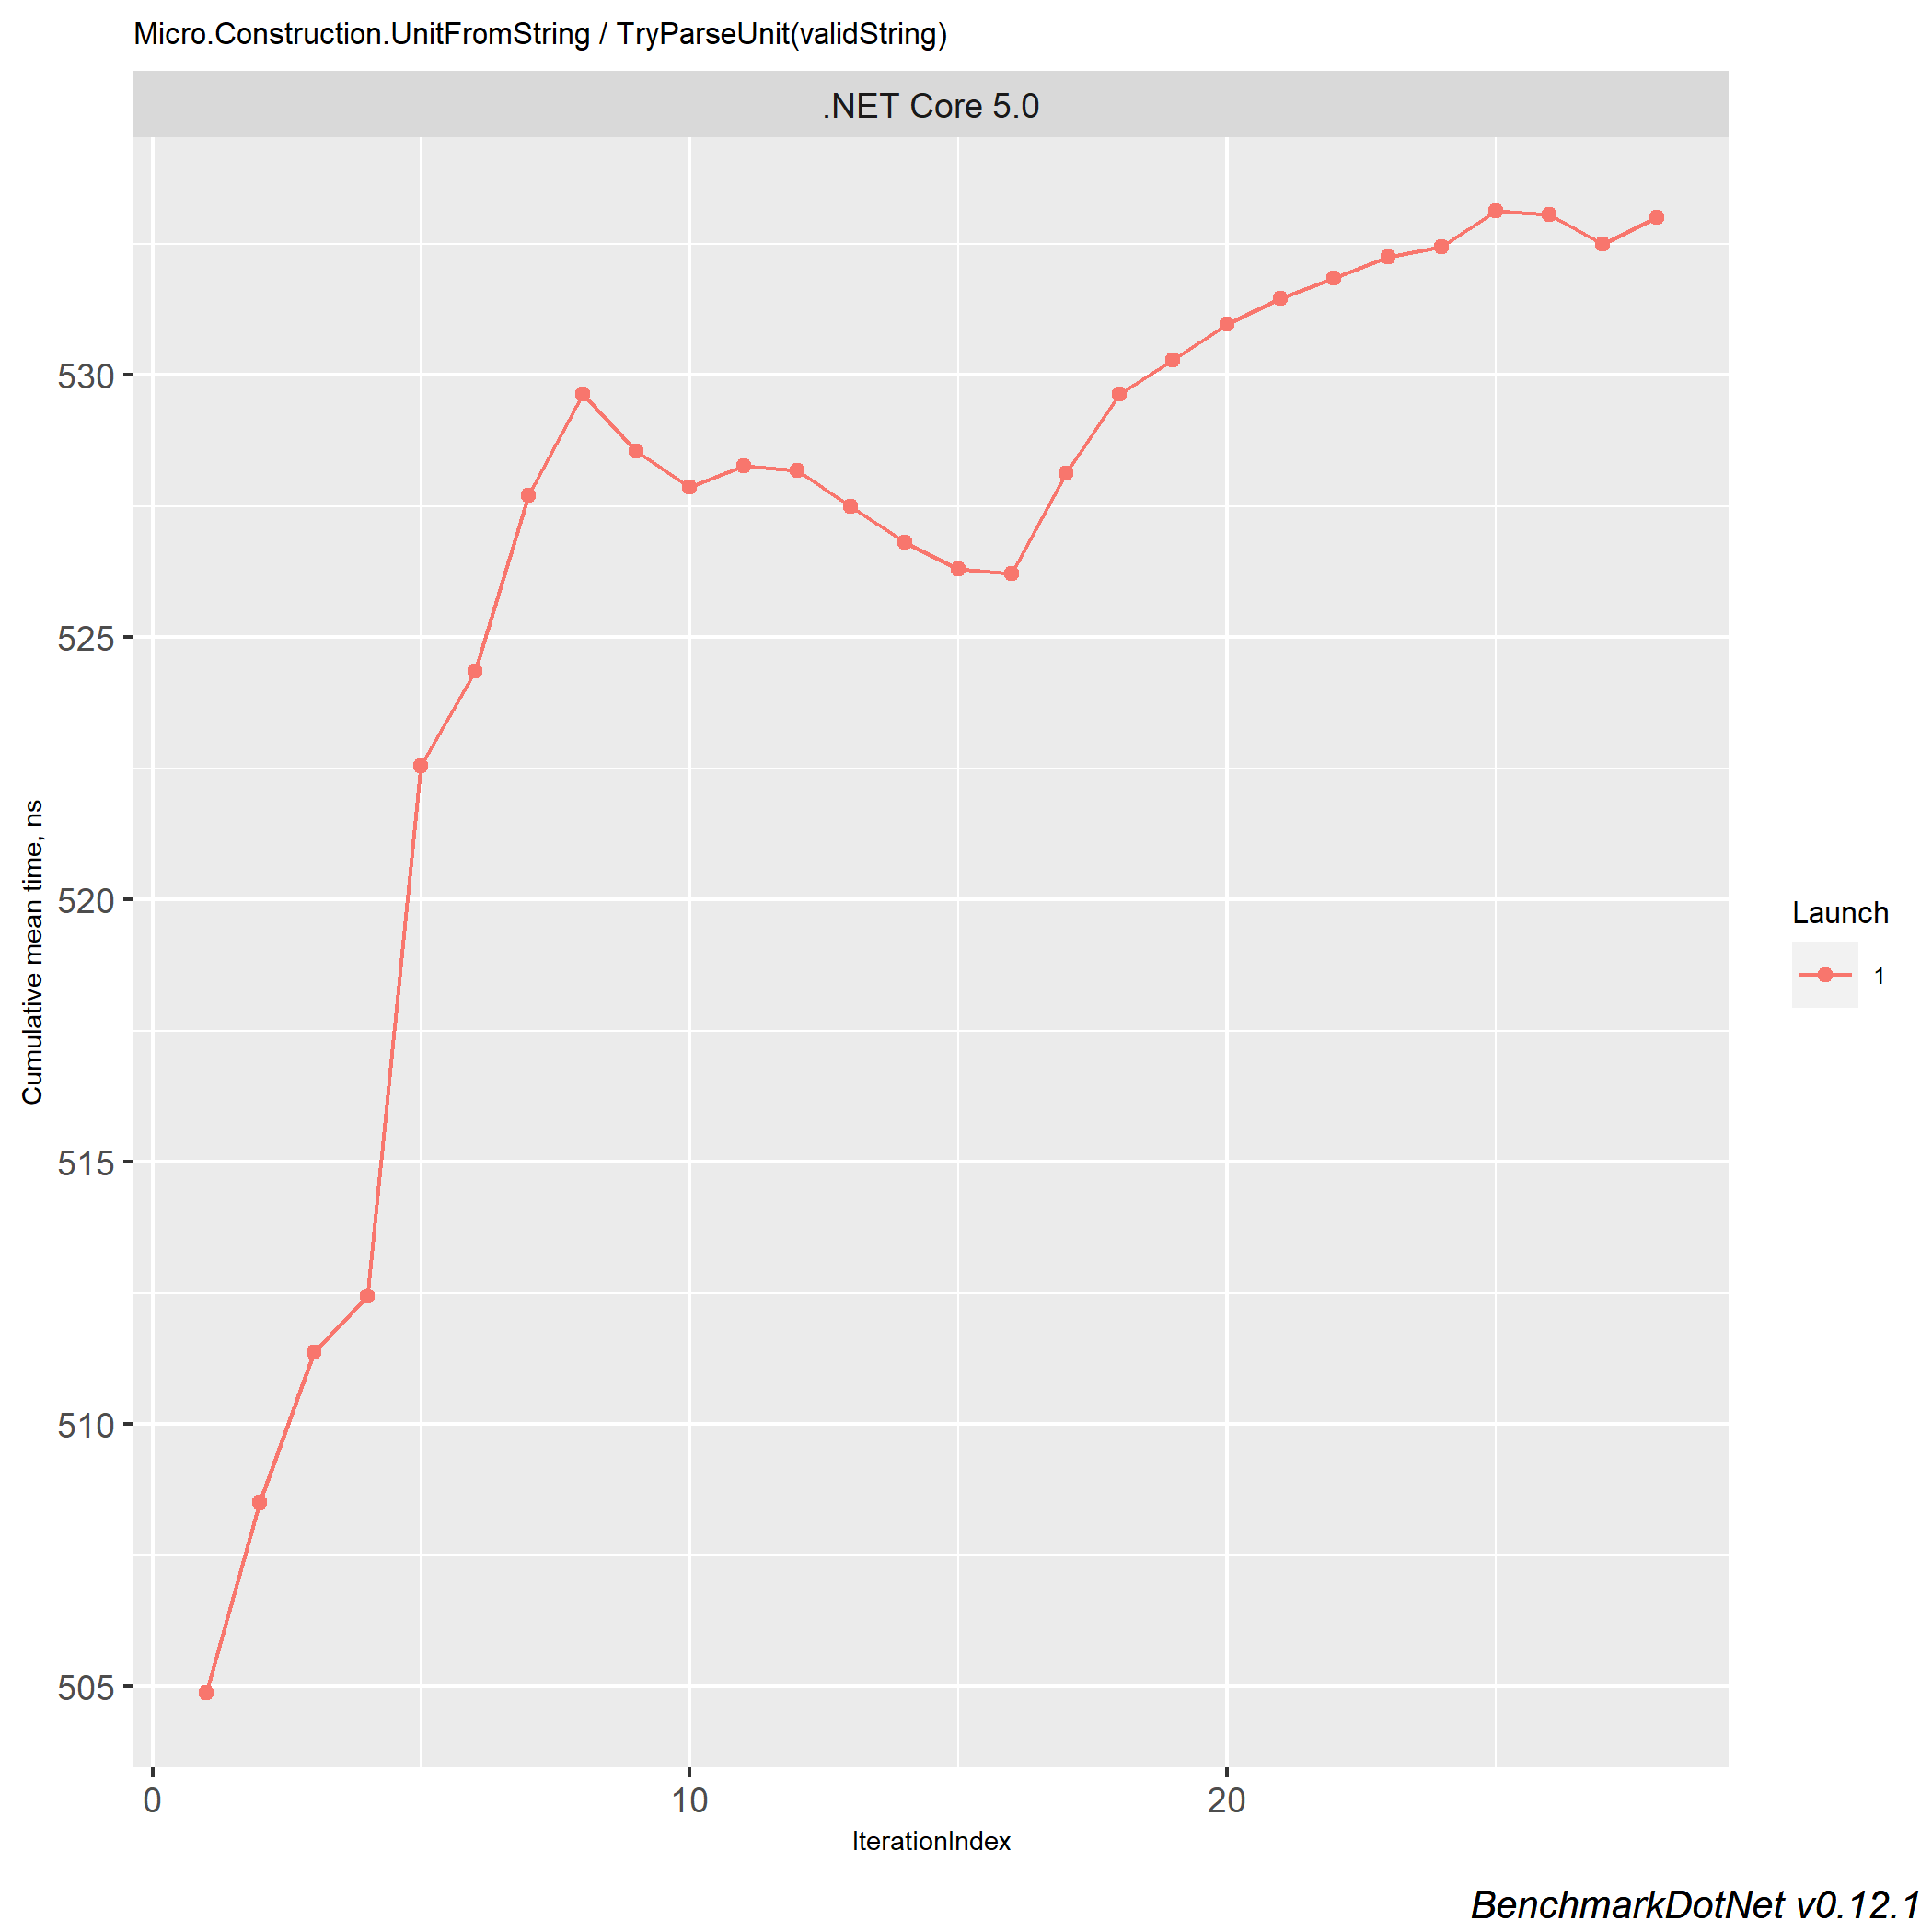 Micro.Construction.UnitFromString / TryParseUnit(validString)
.NET Core 5.0
530
525
520
515
510
505
Cumulative mean time, ns
0
10
20
IterationIndex
Launch
1
BenchmarkDotNet v0.12.1